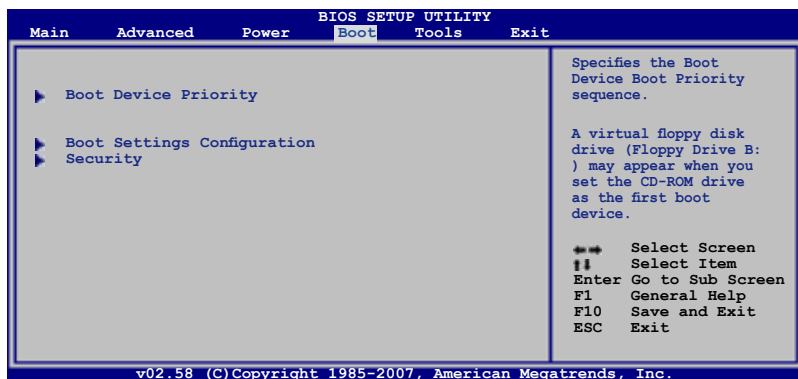 BIOS SETUP UTILITY
Main Advanced Power Boot Tools Exit
Boot Device Priority
Boot Settings Configuration
Security
Specifies the Boot
Device Boot Priority
sequence.
A virtual floppy disk
drive (Floppy Drive B:
) may appear when you
set the CD-ROM drive
as the first boot
device.
Select Screen
Select Item
Enter Go to Sub Screen
F1 General Help
F10 Save and Exit
ESC Exit
v02.58 (C)Copyright 1985-2007, American Megatrends, Inc.